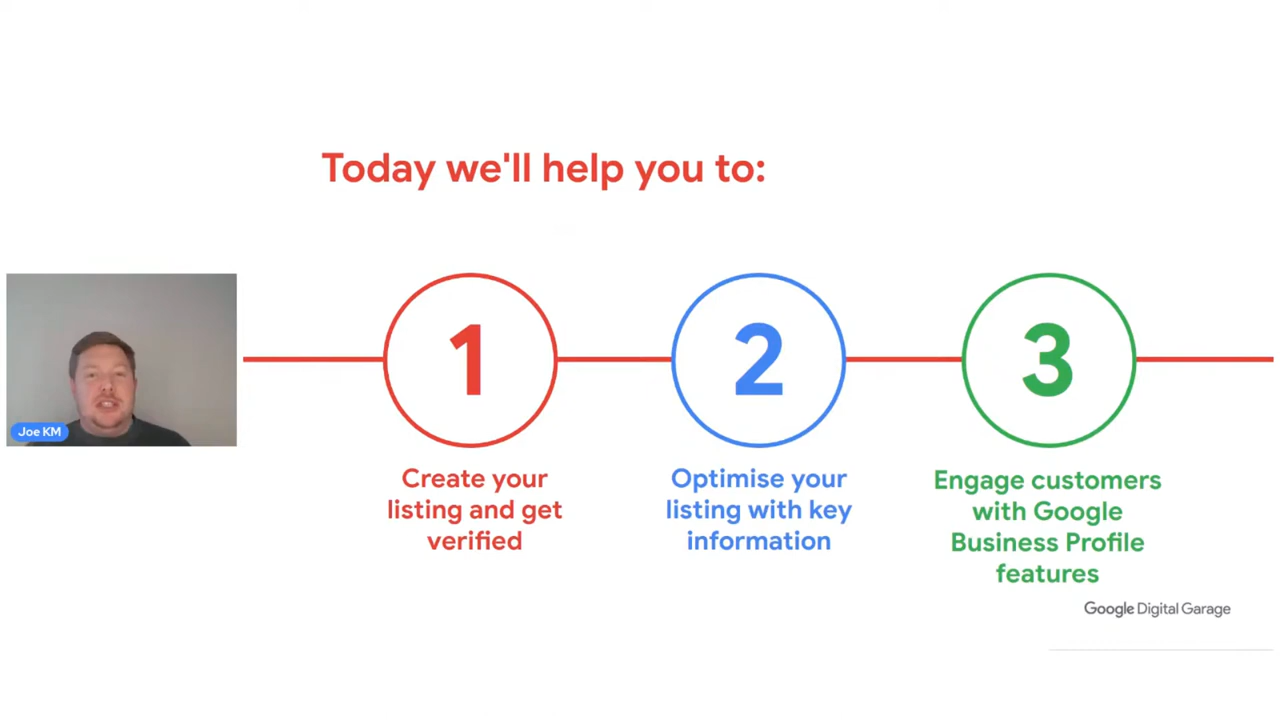 Today we'll help you to:
Joe KM
1
Create your
listing and get
verified
2
Optimise your
listing with key
information
3
Engage customers
with Google
Business Profile
features
Google Digital Garage